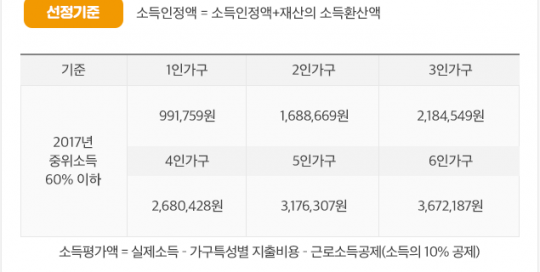 선정기준 소득인정액 = 소득인정액+재산의 소득환산액
기준 1인가구 2인가구 3인가구
991,759원 1,688,669원 2,184,549원
2017년
중위소득
60% 이하
4인가구 5인가구 6인가구
2,680,428원 3,176,307원 3,672,187원
소득평가액 = 실제소득 - 가구특성별 지출비용 - 근로소득공제(소득의 10% 공제)